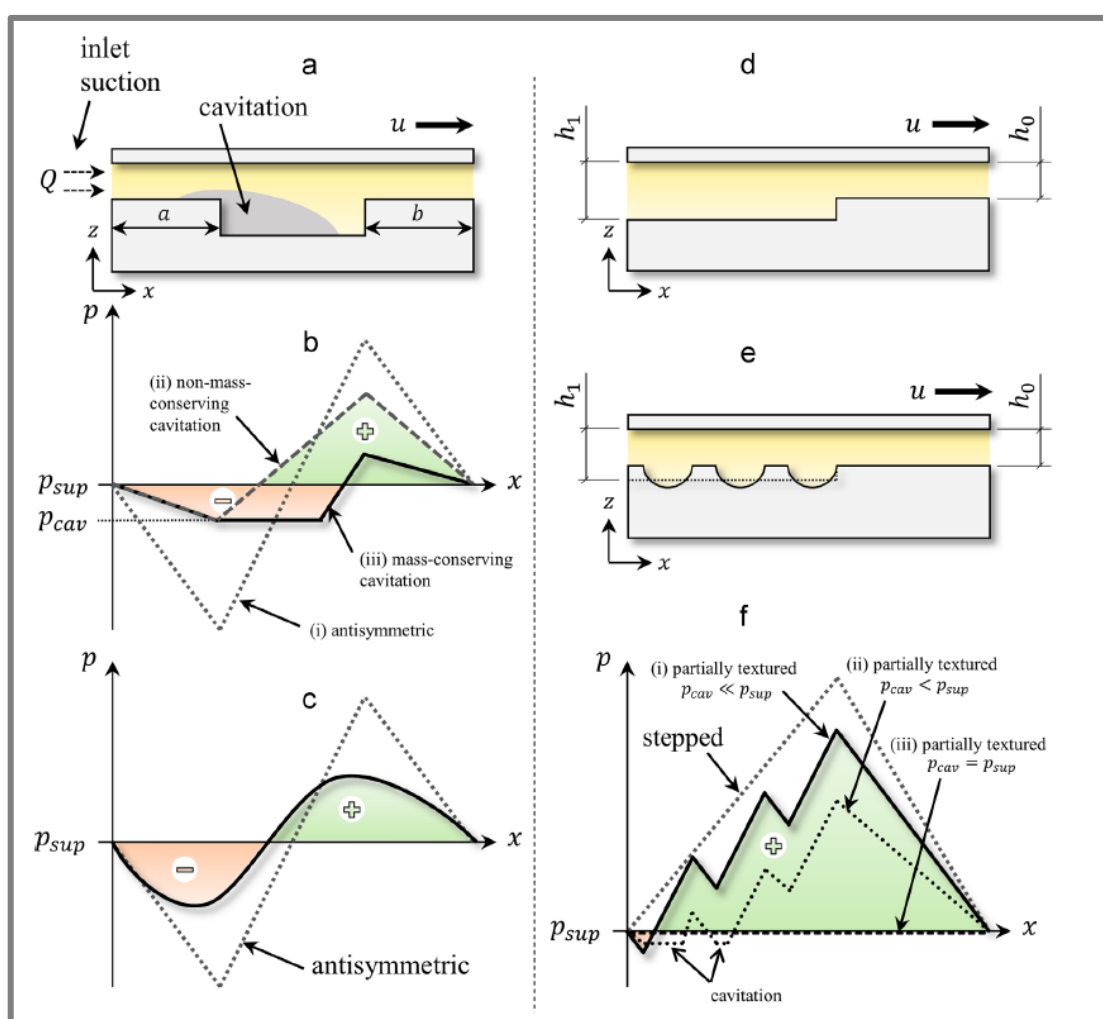 a
inlet
suction
cavitation
u
Q
a
b
z
x
p
b
(ii) non-mass-
conserving
cavitation
p_sup
x
p_cav
(iii) mass-conserving
cavitation
(i) antisymmetric
p
c
p_sup
x
antisymmetric
d
h_1
u
h_0
e
h_1
u
h_0
z
x
f
p
(i) partially textured
p_cav ≪ p_sup
(ii) partially textured
p_cav < p_sup
stepped
(iii) partially textured
p_cav = p_sup
p_sup
x
cavitation